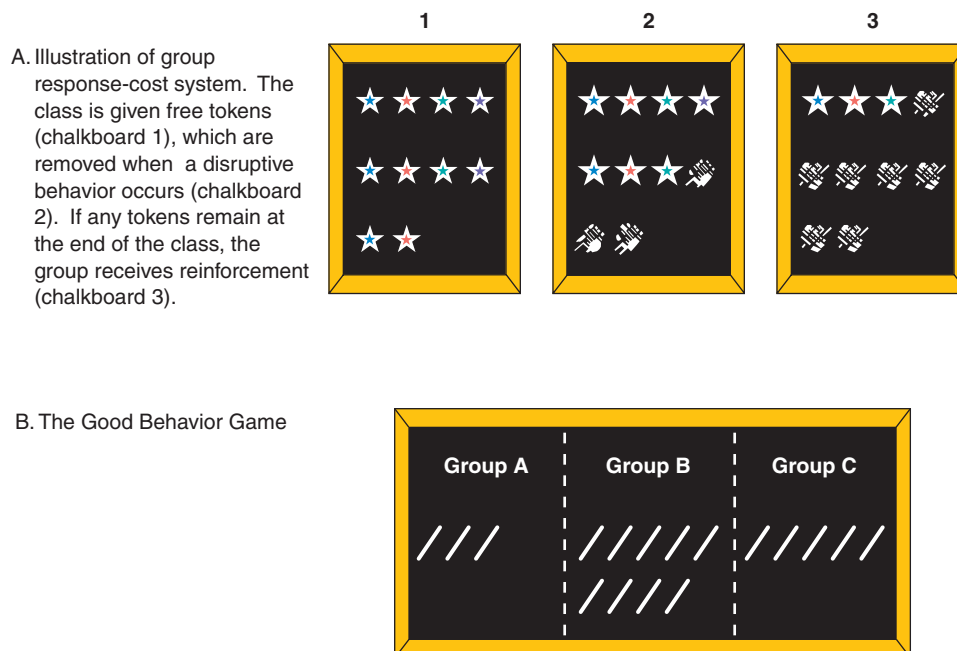 1
2
3
A. Illustration of group
response-cost system. The
class is given free tokens
(chalkboard 1), which are
removed when a disruptive
behavior occurs (chalkboard
2). If any tokens remain at
the end of the class, the
group receives reinforcement
(chalkboard 3).
B. The Good Behavior Game
Group A
Group B
Group C